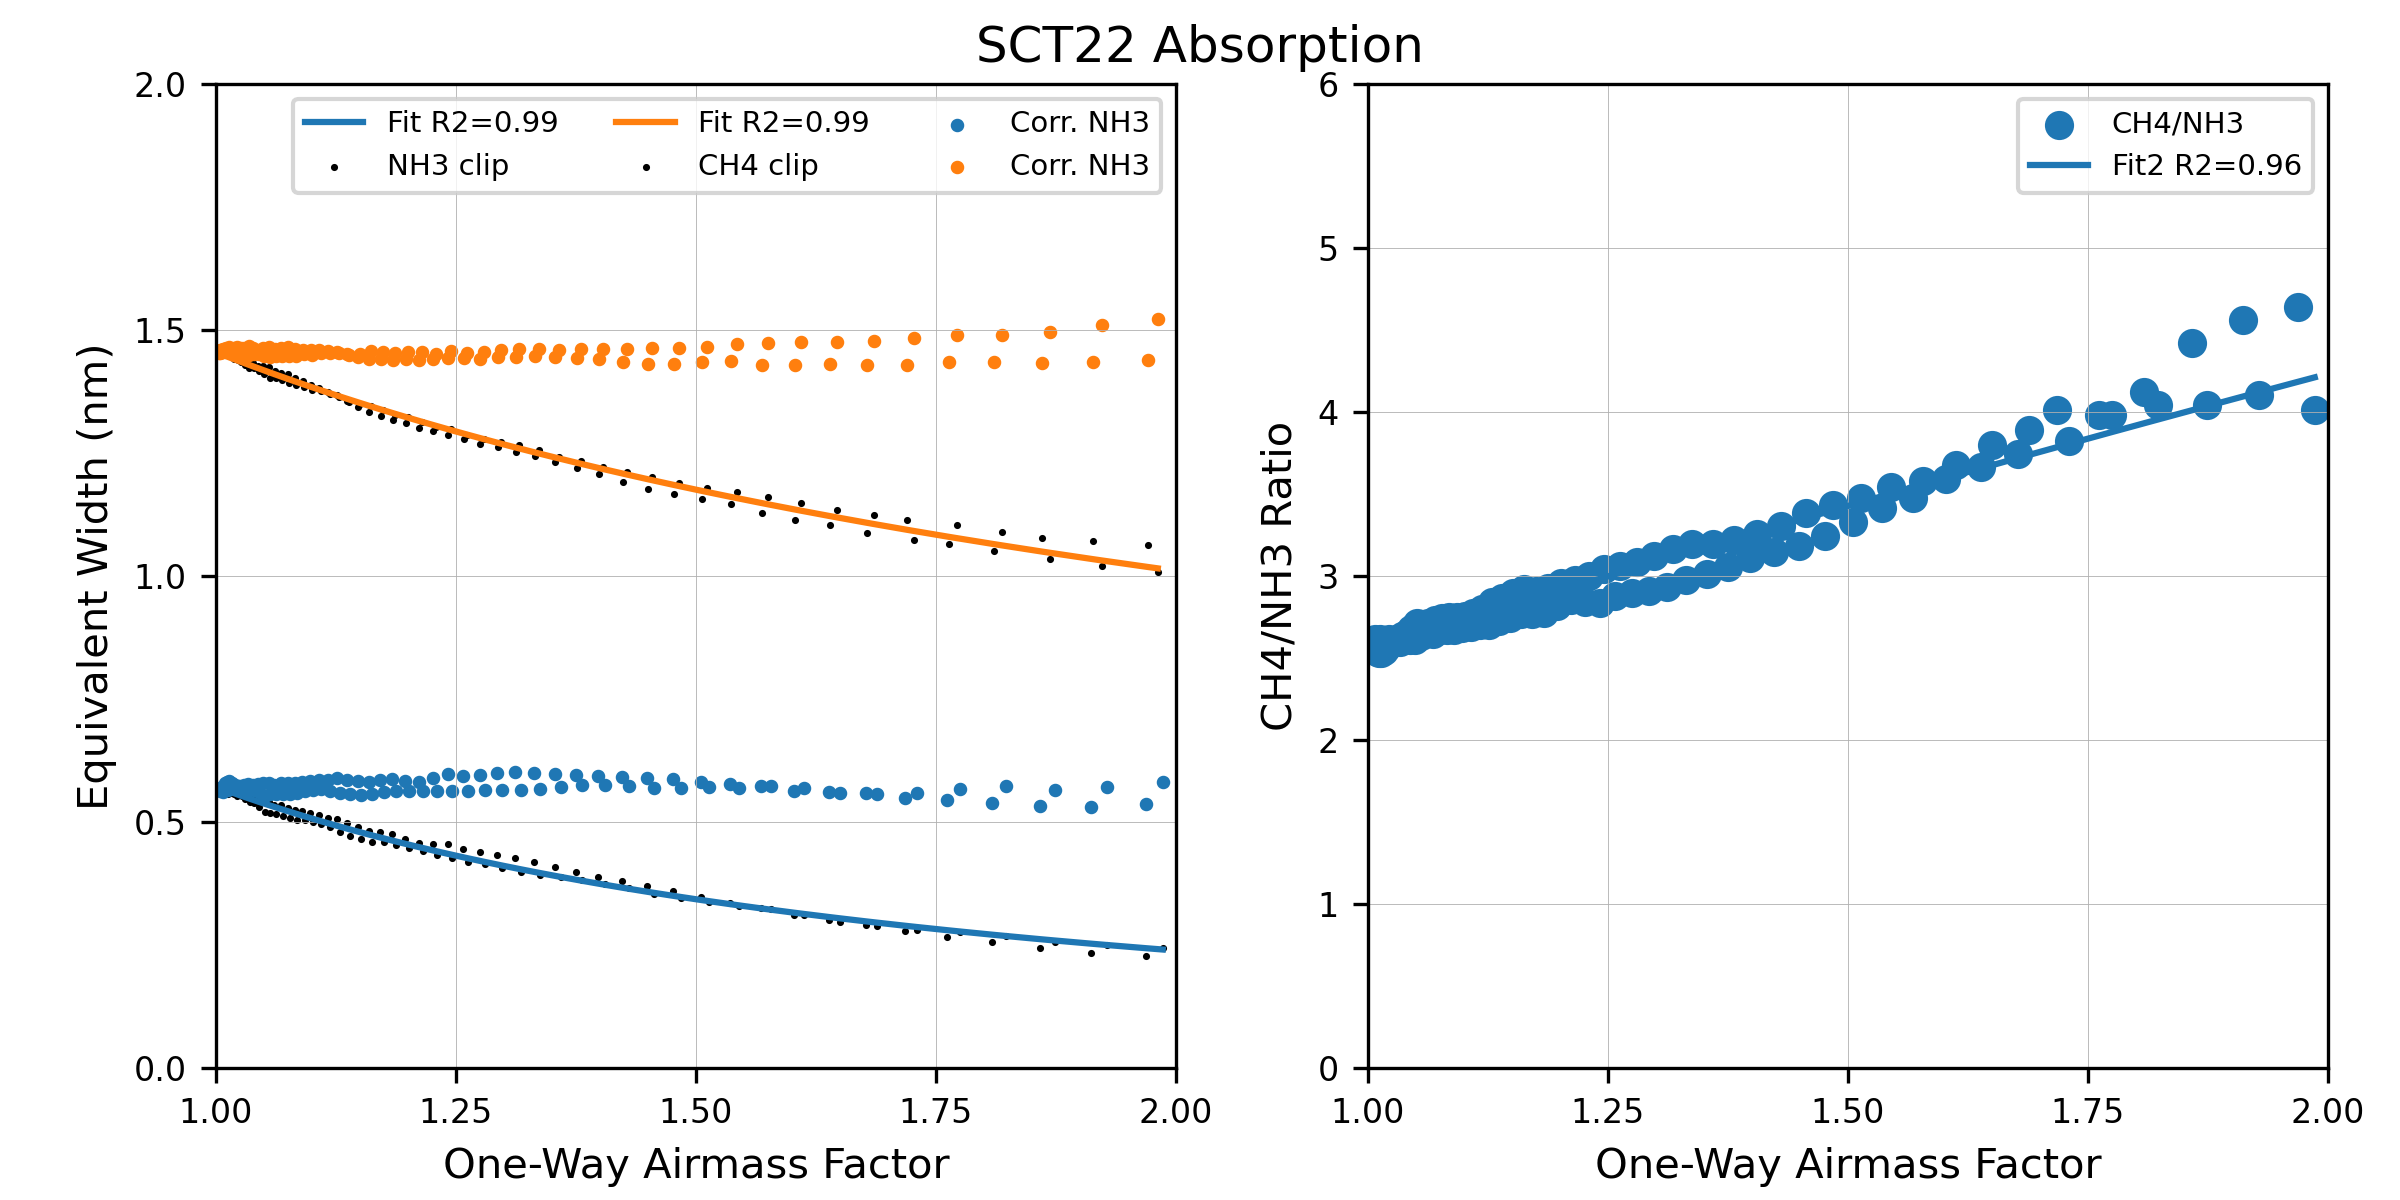 SCT22 Absorption
2.0
1.5
1.0
0.5
0.0
Equivalent Width (nm)
Fit R2=0.99
NH3 clip
Fit R2=0.99
CH4 clip
Corr. NH3
Corr. NH3
1.00
1.25
1.50
1.75
2.00
One-Way Airmass Factor
6
5
4
3
2
1
0
CH4/NH3 Ratio
CH4/NH3
Fit2 R2=0.96
1.00
1.25
1.50
1.75
2.00
One-Way Airmass Factor